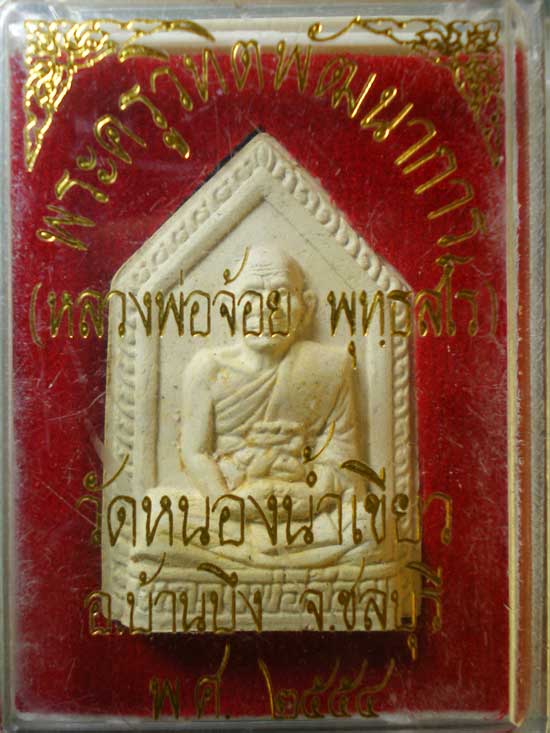 พระครูวิทิตพัฒนาการ
(หลวงพ่อจ้อย พุทฺธสโร)
วัดหนองน้ำเขียว
อ.บ้านบึง จ.ชลบุรี
พ.ศ. ๒๕๕๔